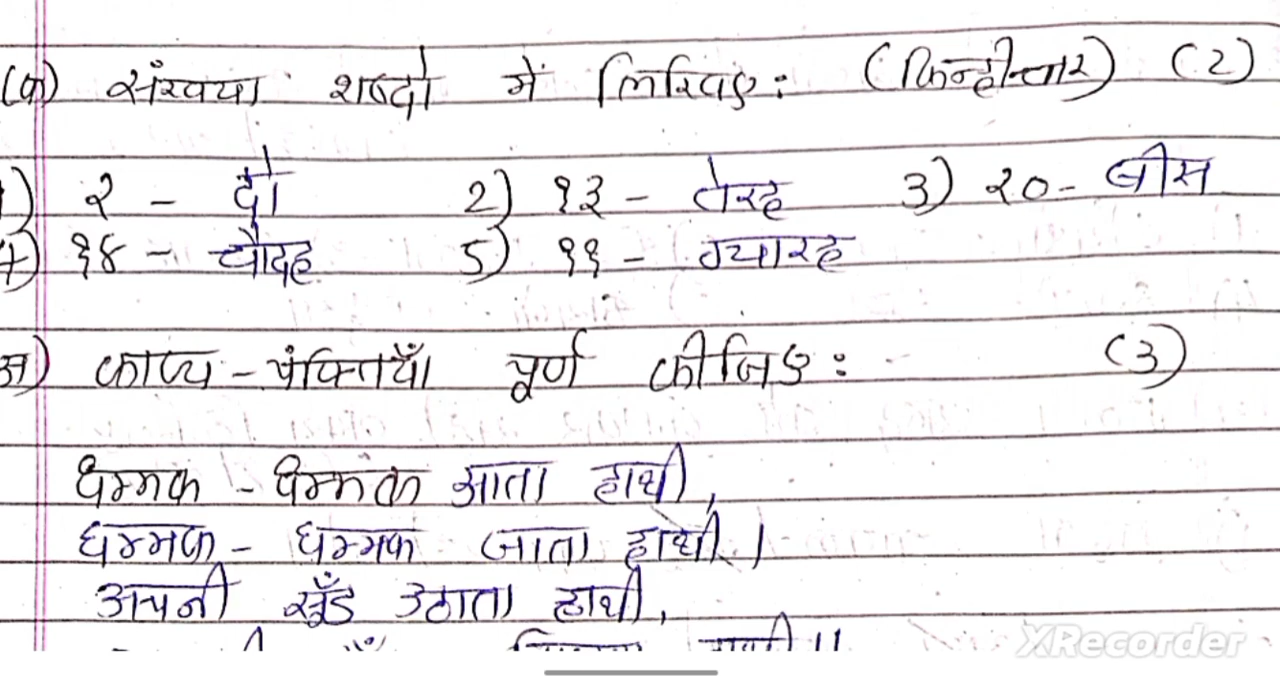 (क) संख्या शब्दों में लिखिए: (किन्हीं चार) (2)
1) २ - दो 2) १३ - तेरह 3) २० - बीस
4) १४ - चौदह 5) ११ - ग्यारह
काव्य - पंक्तियाँ पूर्ण कीजिए : - (3)
धम्मक - धम्मक आता हाथी,
धम्मक - धम्मक जाता हाथी।
अपनी सूँड उठाता हाथी,
XRecorder